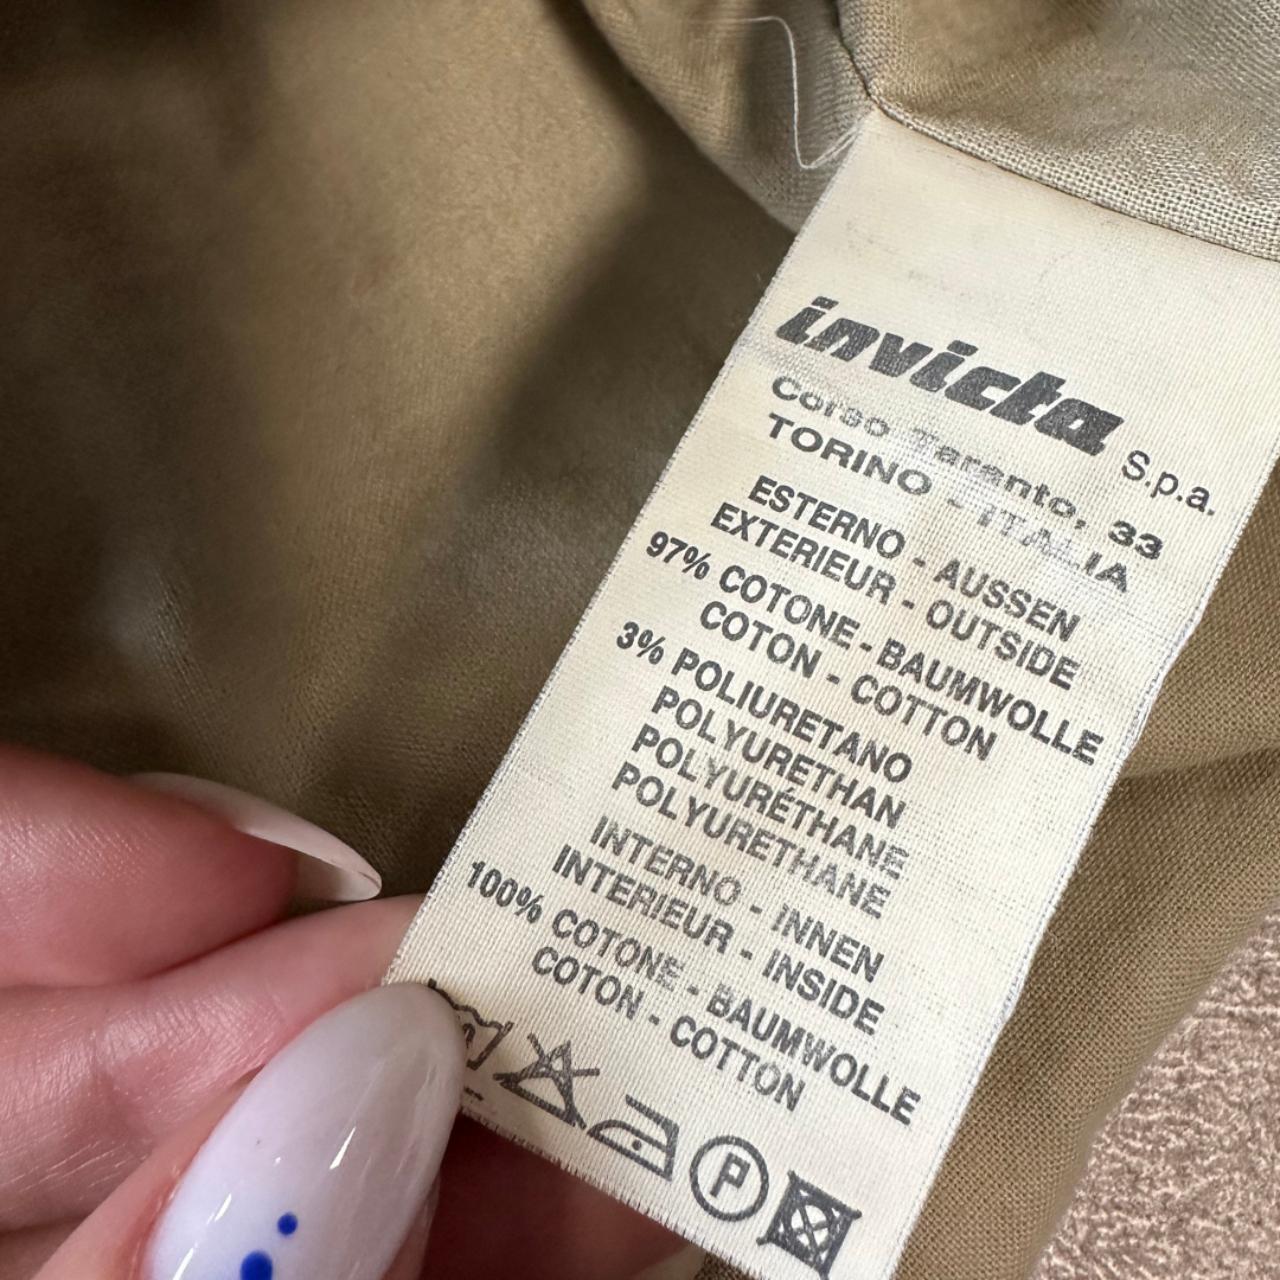 invicta S.p.a.
Corso Taranto, 33
TORINO - ITALIA
ESTERNO - AUSSEN
EXTERIEUR - OUTSIDE
97% COTONE - BAUMWOLLE
COTON - COTTON
3% POLIURETANO
POLYURETHAN
POLYURÉTHANE
POLYURETHANE
INTERNO - INNEN
INTERIEUR - INSIDE
100% COTONE - BAUMWOLLE
COTON - COTTON
P